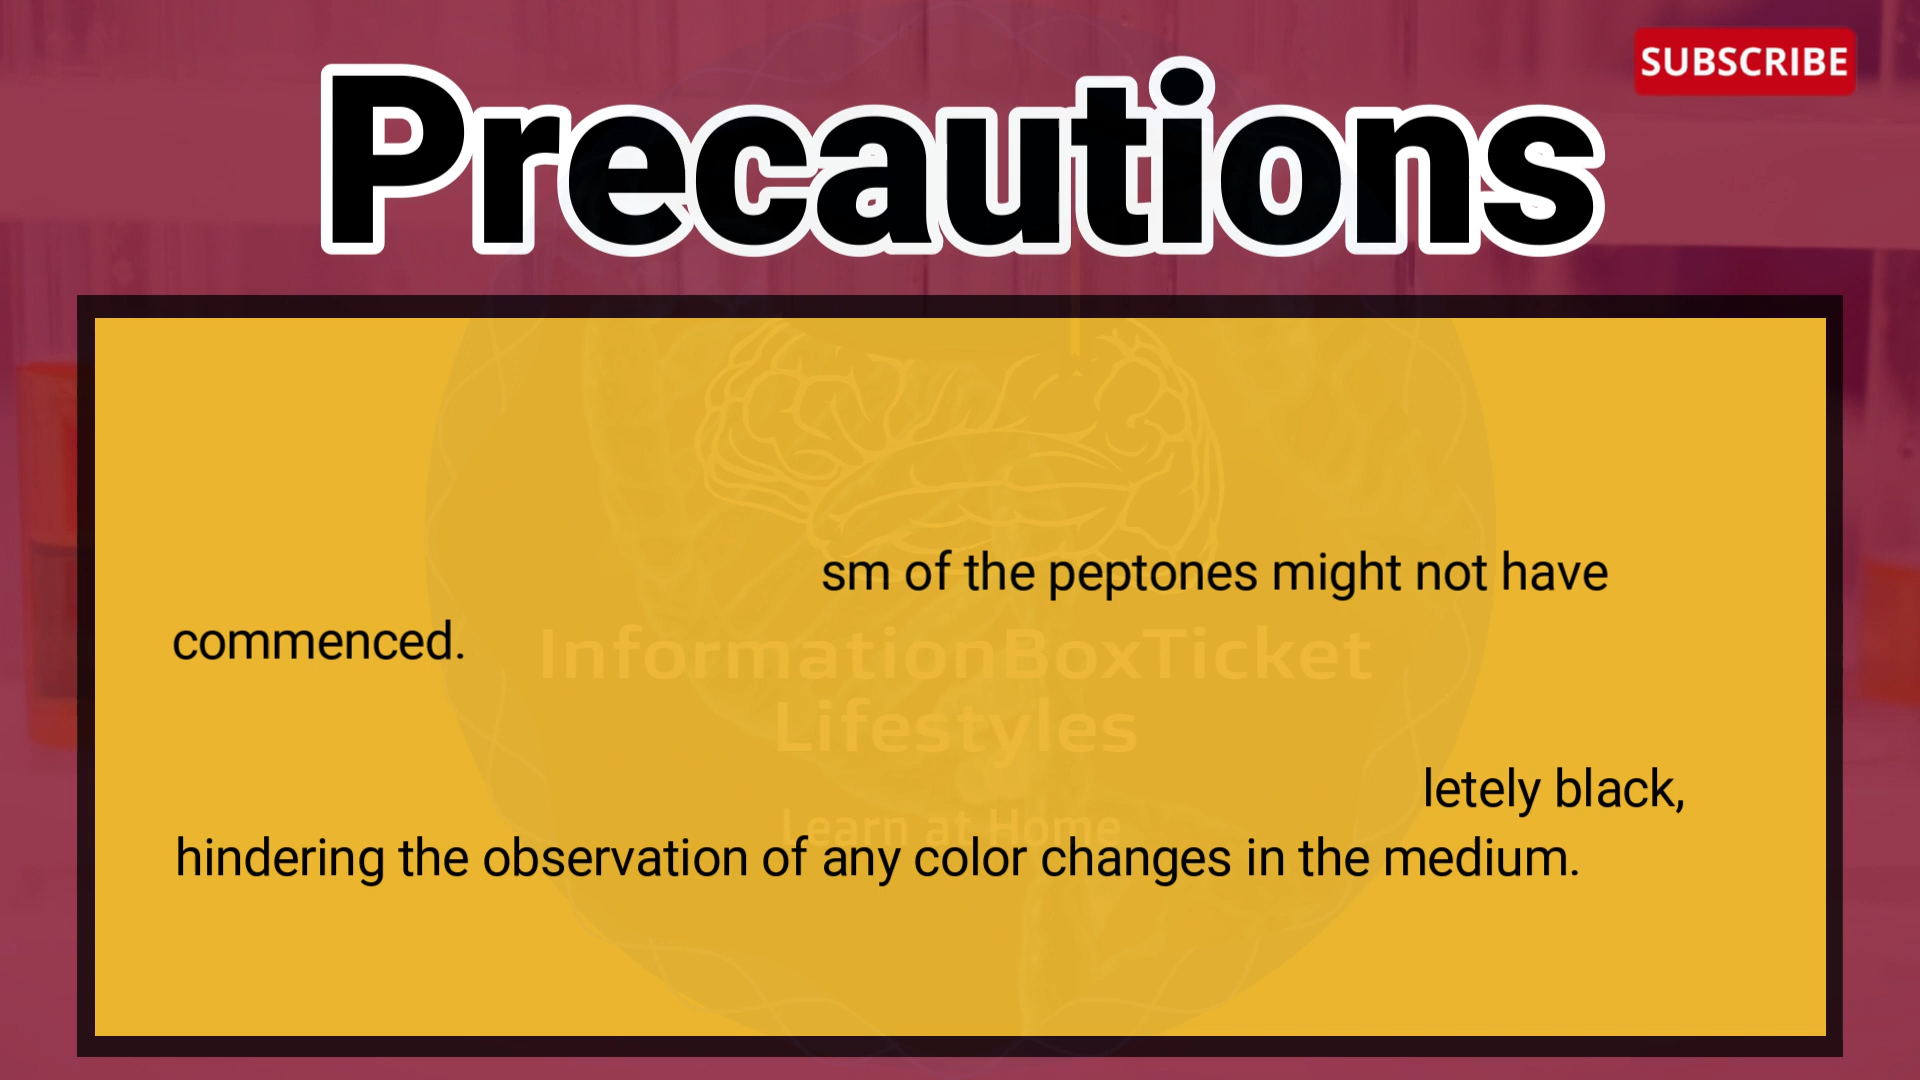 SUBSCRIBE
Precautions
sm of the peptones might not have
commenced.
InformationBoxTicket
Lifestyles
letely black,
Learn at Home
hindering the observation of any color changes in the medium.